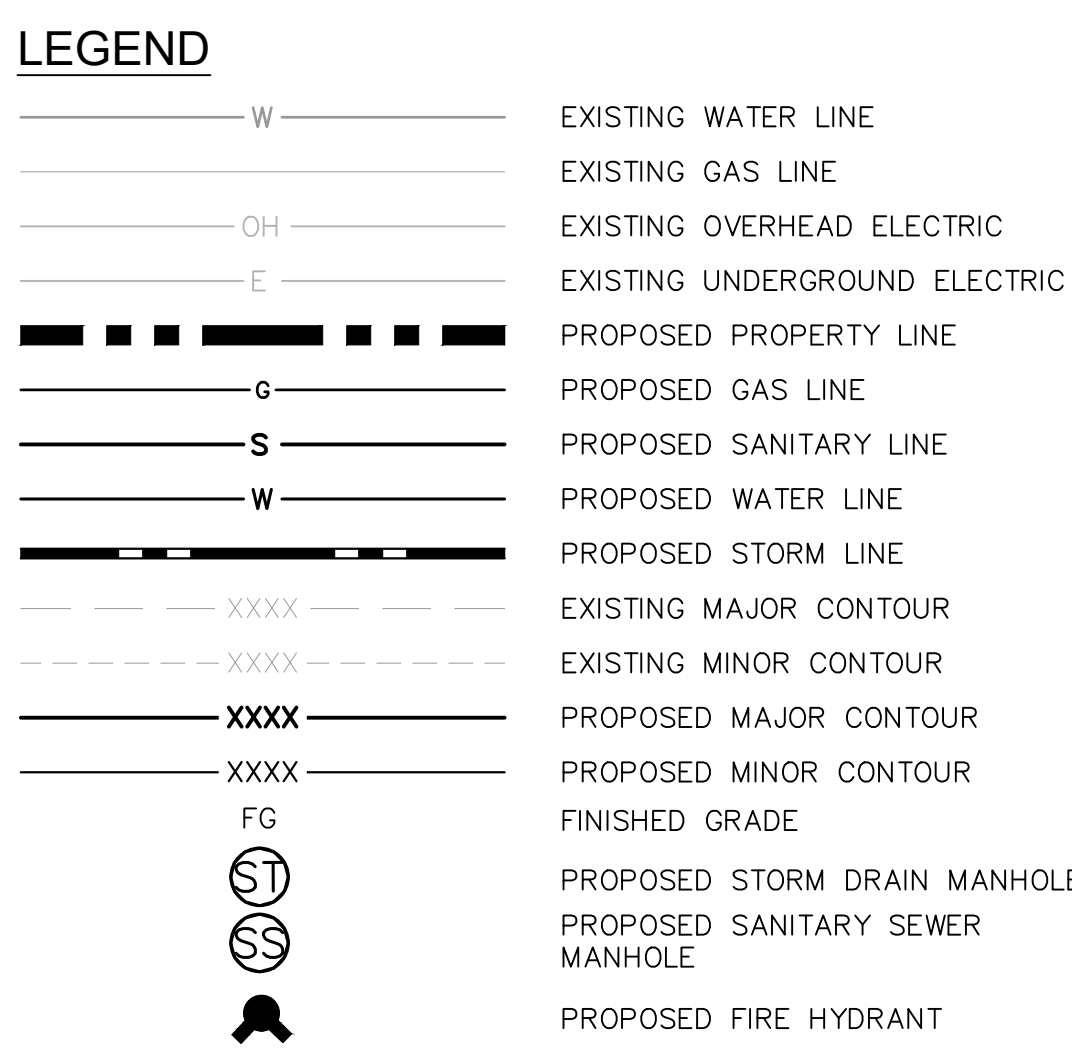 LEGEND
W EXISTING WATER LINE
EXISTING GAS LINE
OH EXISTING OVERHEAD ELECTRIC
E EXISTING UNDERGROUND ELECTRIC
PROPOSED PROPERTY LINE
G PROPOSED GAS LINE
S PROPOSED SANITARY LINE
W PROPOSED WATER LINE
PROPOSED STORM LINE
XXXX EXISTING MAJOR CONTOUR
XXXX EXISTING MINOR CONTOUR
XXXX PROPOSED MAJOR CONTOUR
XXXX PROPOSED MINOR CONTOUR
FG FINISHED GRADE
ST PROPOSED STORM DRAIN MANHOLE
SS PROPOSED SANITARY SEWER
MANHOLE
PROPOSED FIRE HYDRANT